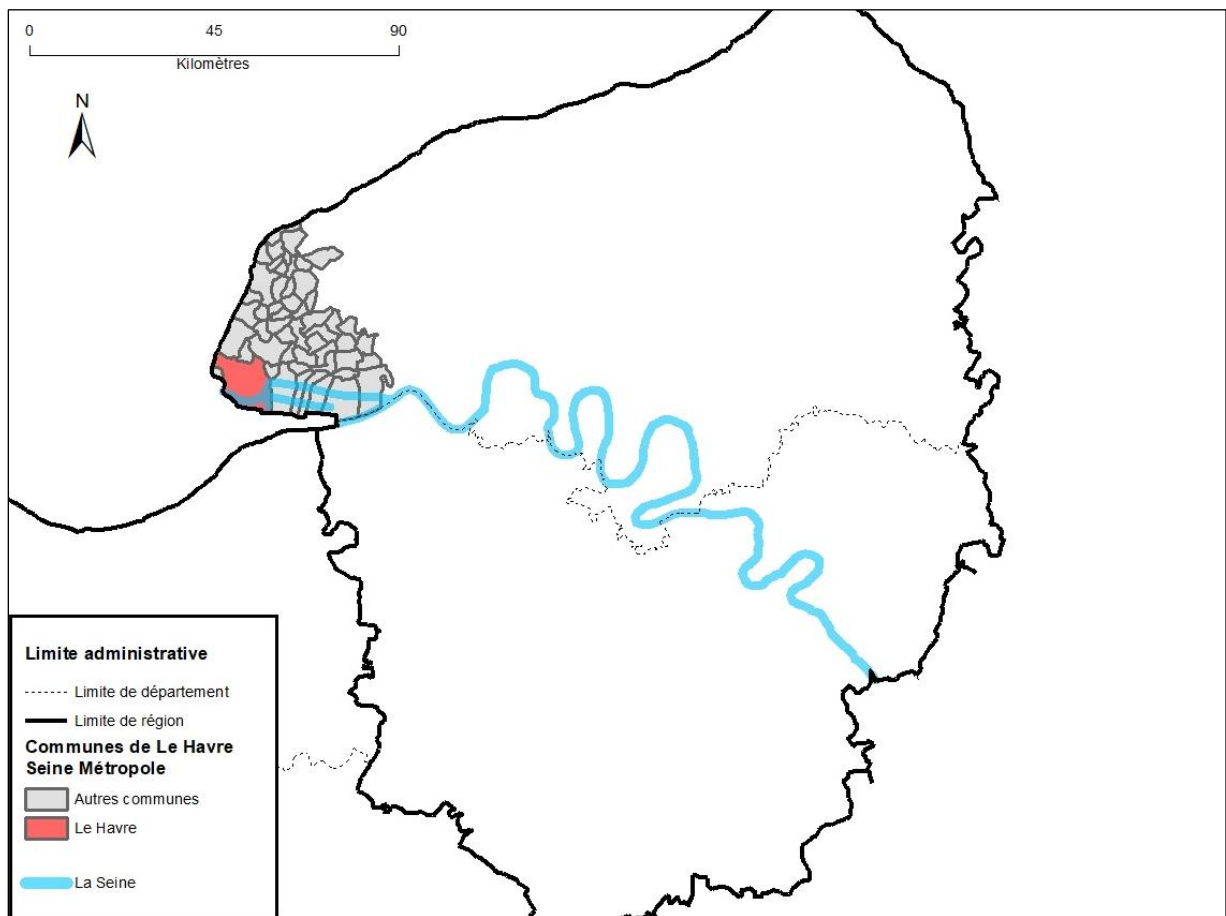 0 45 90
Kilomètres
N
Limite administrative
Limite de département
Limite de région
Communes de Le Havre
Seine Métropole
Autres communes
Le Havre
La Seine